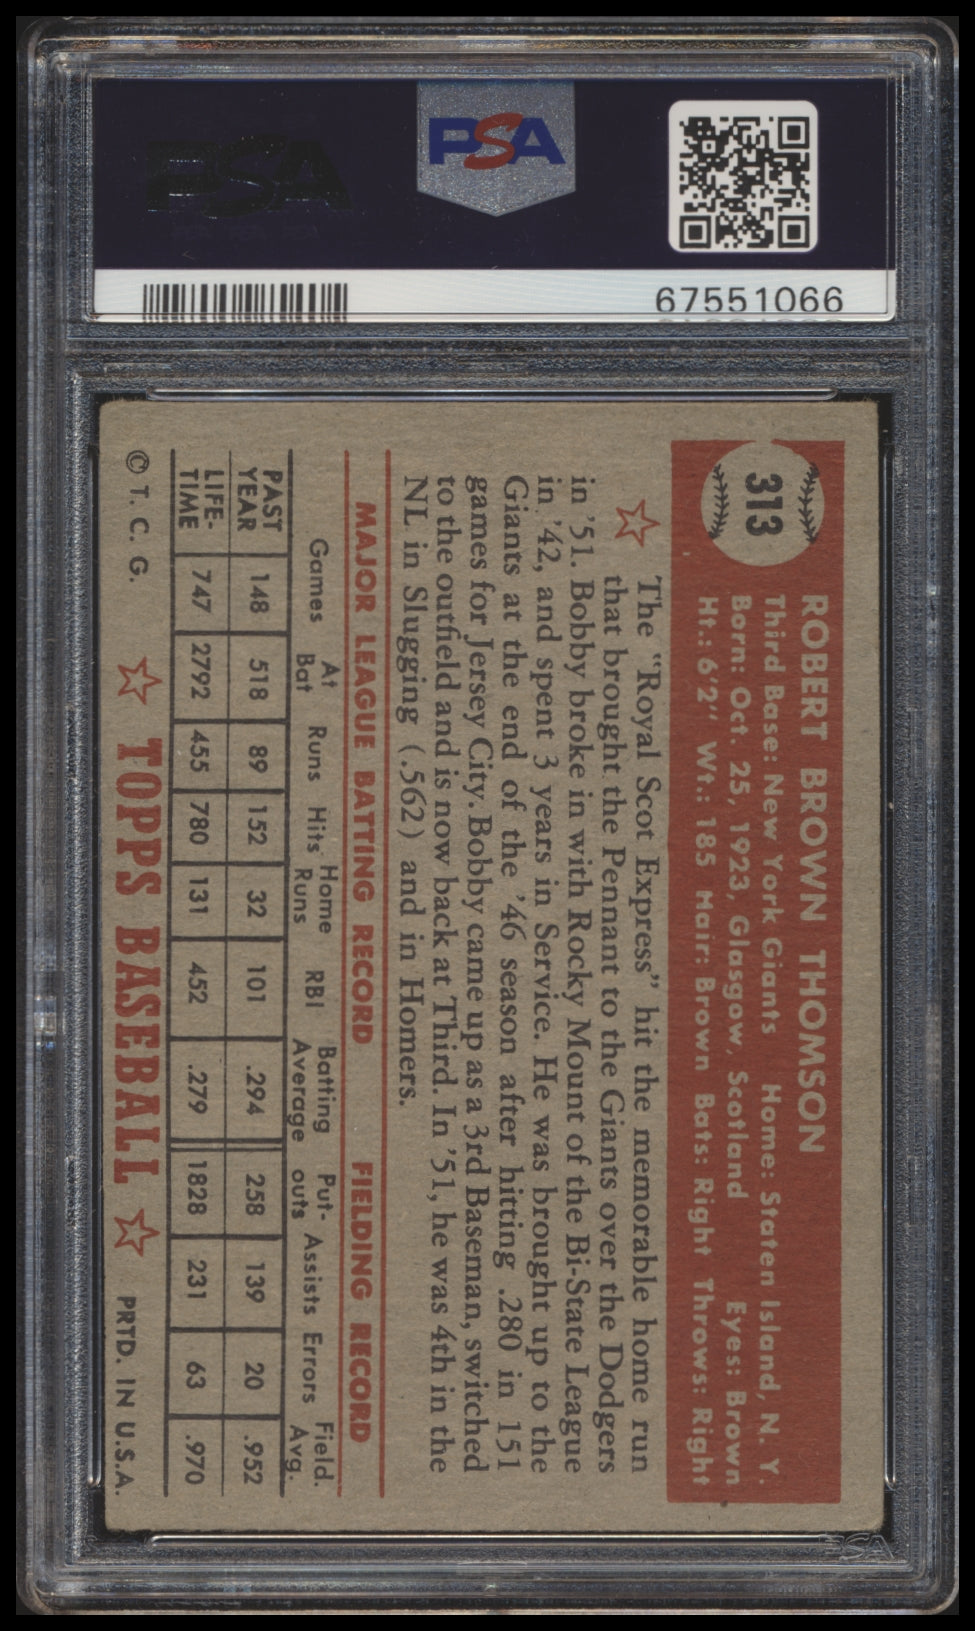 PSA
PSA
67551066
313
ROBERT BROWN THOMSON
Third Base: New York Giants Home: Staten Island, N. Y.
Born: Oct. 25, 1923, Glasgow, Scotland Eyes: Brown
Ht.: 6'2" Wt.: 185 Hair: Brown Bats: Right Throws: Right
The "Royal Scot Express" hit the memorable home run
that brought the Pennant to the Giants over the Dodgers
in '51. Bobby broke in with Rocky Mount of the Bi-State League
in '42, and spent 3 years in Service. He was brought up to the
Giants at the end of the '46 season after hitting .280 in 151
games for Jersey City. Bobby came up as a 3rd Baseman, switched
to the outfield and is now back at Third. In '51, he was 4th in the
NL in Slugging (.562) and in Homers.
MAJOR LEAGUE BATTING RECORD FIELDING RECORD
Games At Bat Runs Hits Home Runs RBI Batting Average Put-outs Assists Errors Field. Avg.
PAST YEAR 148 518 89 152 32 101 .294 258 139 20 .952
LIFE-TIME 747 2792 455 780 131 452 .279 1828 231 63 .970
© T. C. G. TOPPS BASEBALL PRTD. IN U.S.A.
PSA